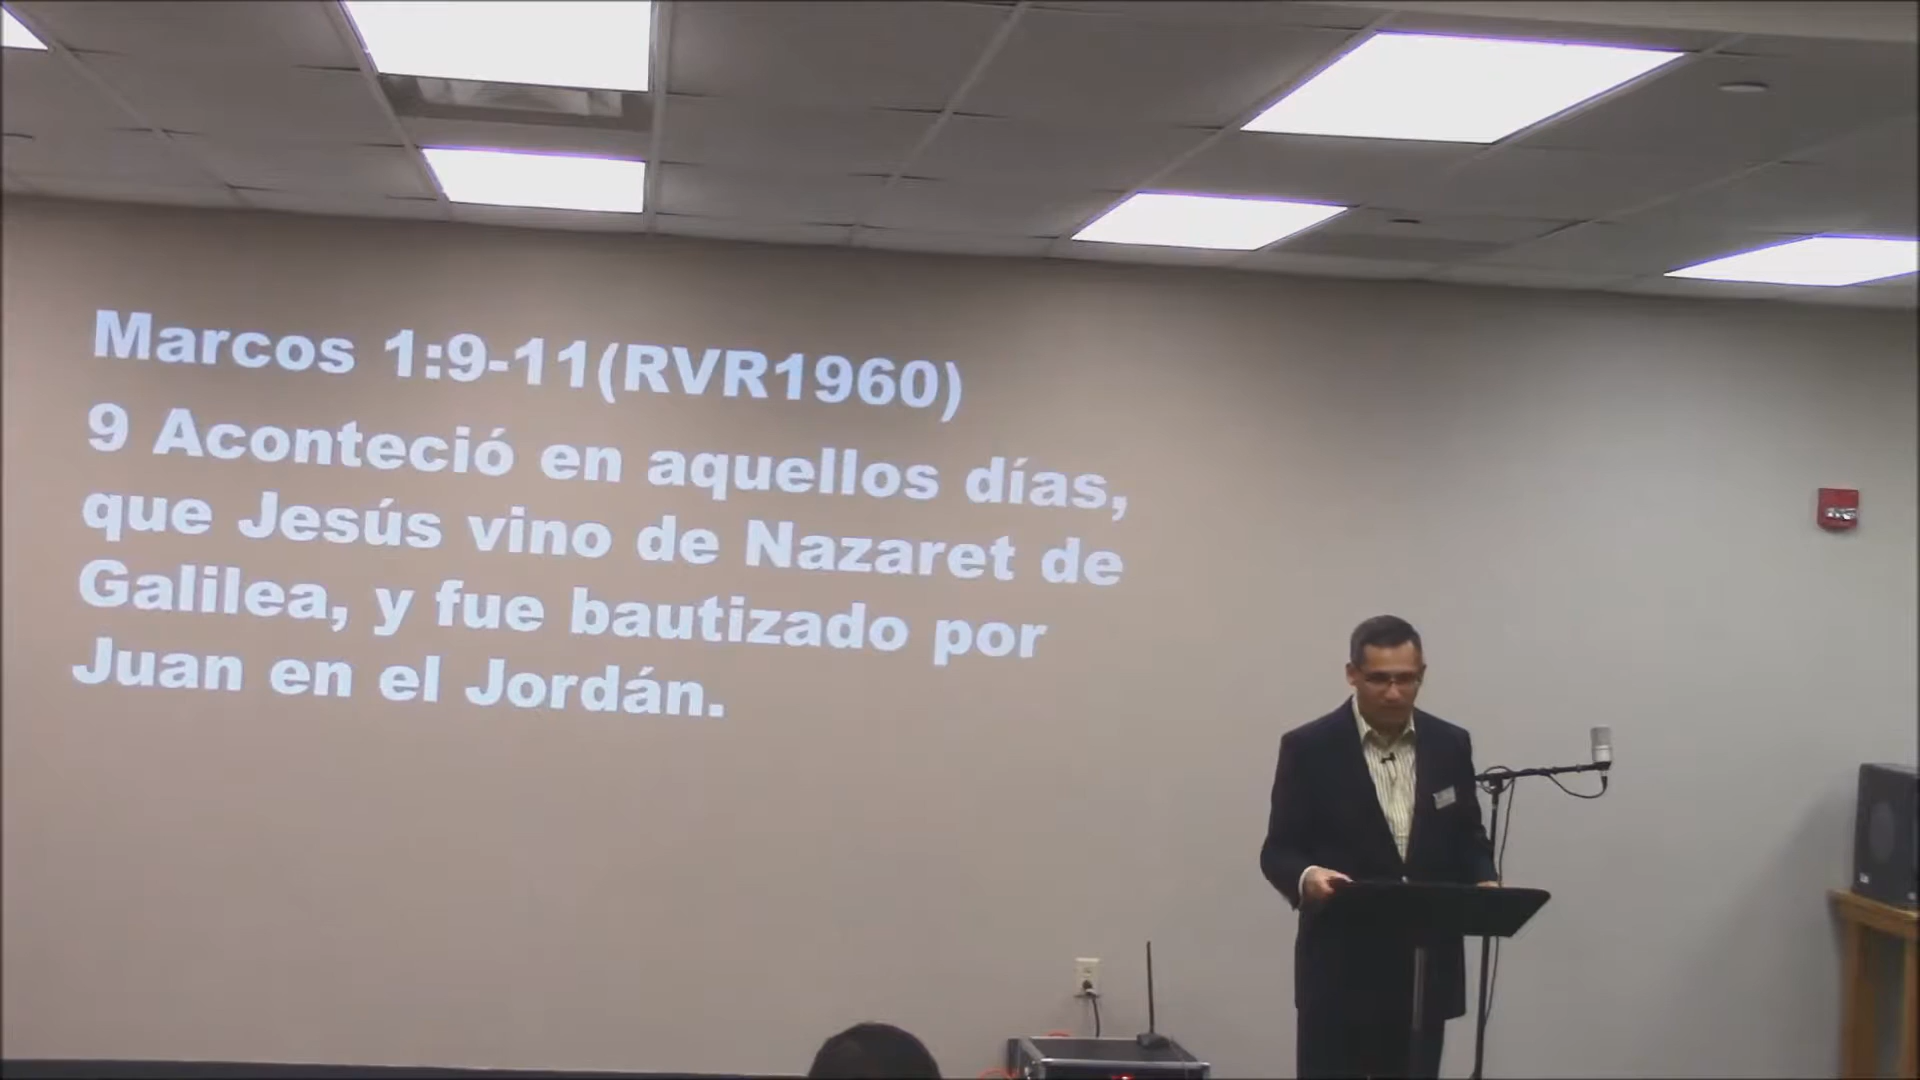 Marcos 1:9-11(RVR1960)
9 Aconteció en aquellos días,
que Jesús vino de Nazaret de
Galilea, y fue bautizado por
Juan en el Jordán.